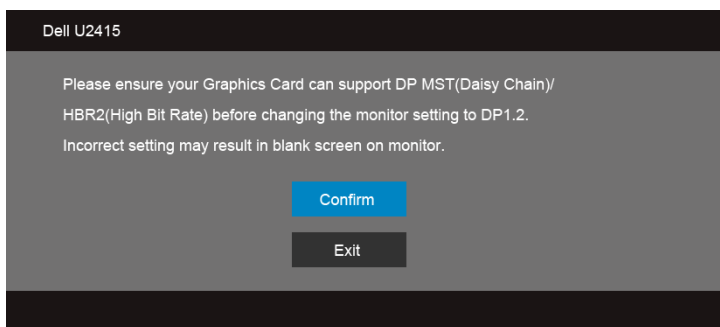 Dell U2415
Please ensure your Graphics Card can support DP MST(Daisy Chain)/
HBR2(High Bit Rate) before changing the monitor setting to DP1.2.
Incorrect setting may result in blank screen on monitor.
Confirm
Exit